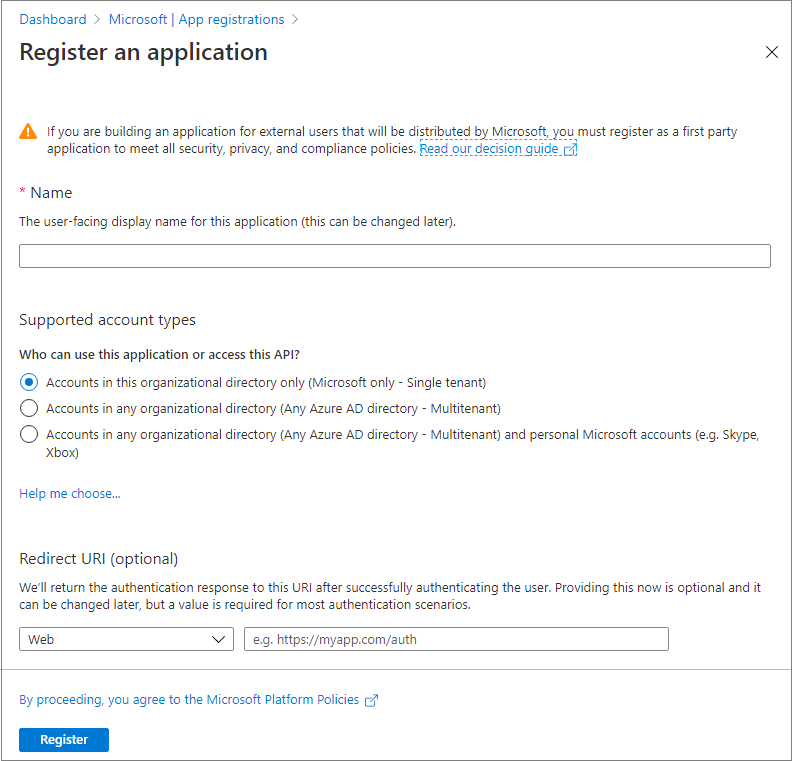 Dashboard > Microsoft | App registrations >
Register an application
If you are building an application for external users that will be distributed by Microsoft, you must register as a first party
application to meet all security, privacy, and compliance policies. Read our decision guide
* Name
The user-facing display name for this application (this can be changed later).
Supported account types
Who can use this application or access this API?
Accounts in this organizational directory only (Microsoft only - Single tenant)
Accounts in any organizational directory (Any Azure AD directory - Multitenant)
Accounts in any organizational directory (Any Azure AD directory - Multitenant) and personal Microsoft accounts (e.g. Skype,
Xbox)
Help me choose...
Redirect URI (optional)
We'll return the authentication response to this URI after successfully authenticating the user. Providing this now is optional and it
can be changed later, but a value is required for most authentication scenarios.
Web e.g. https://myapp.com/auth
By proceeding, you agree to the Microsoft Platform Policies
Register